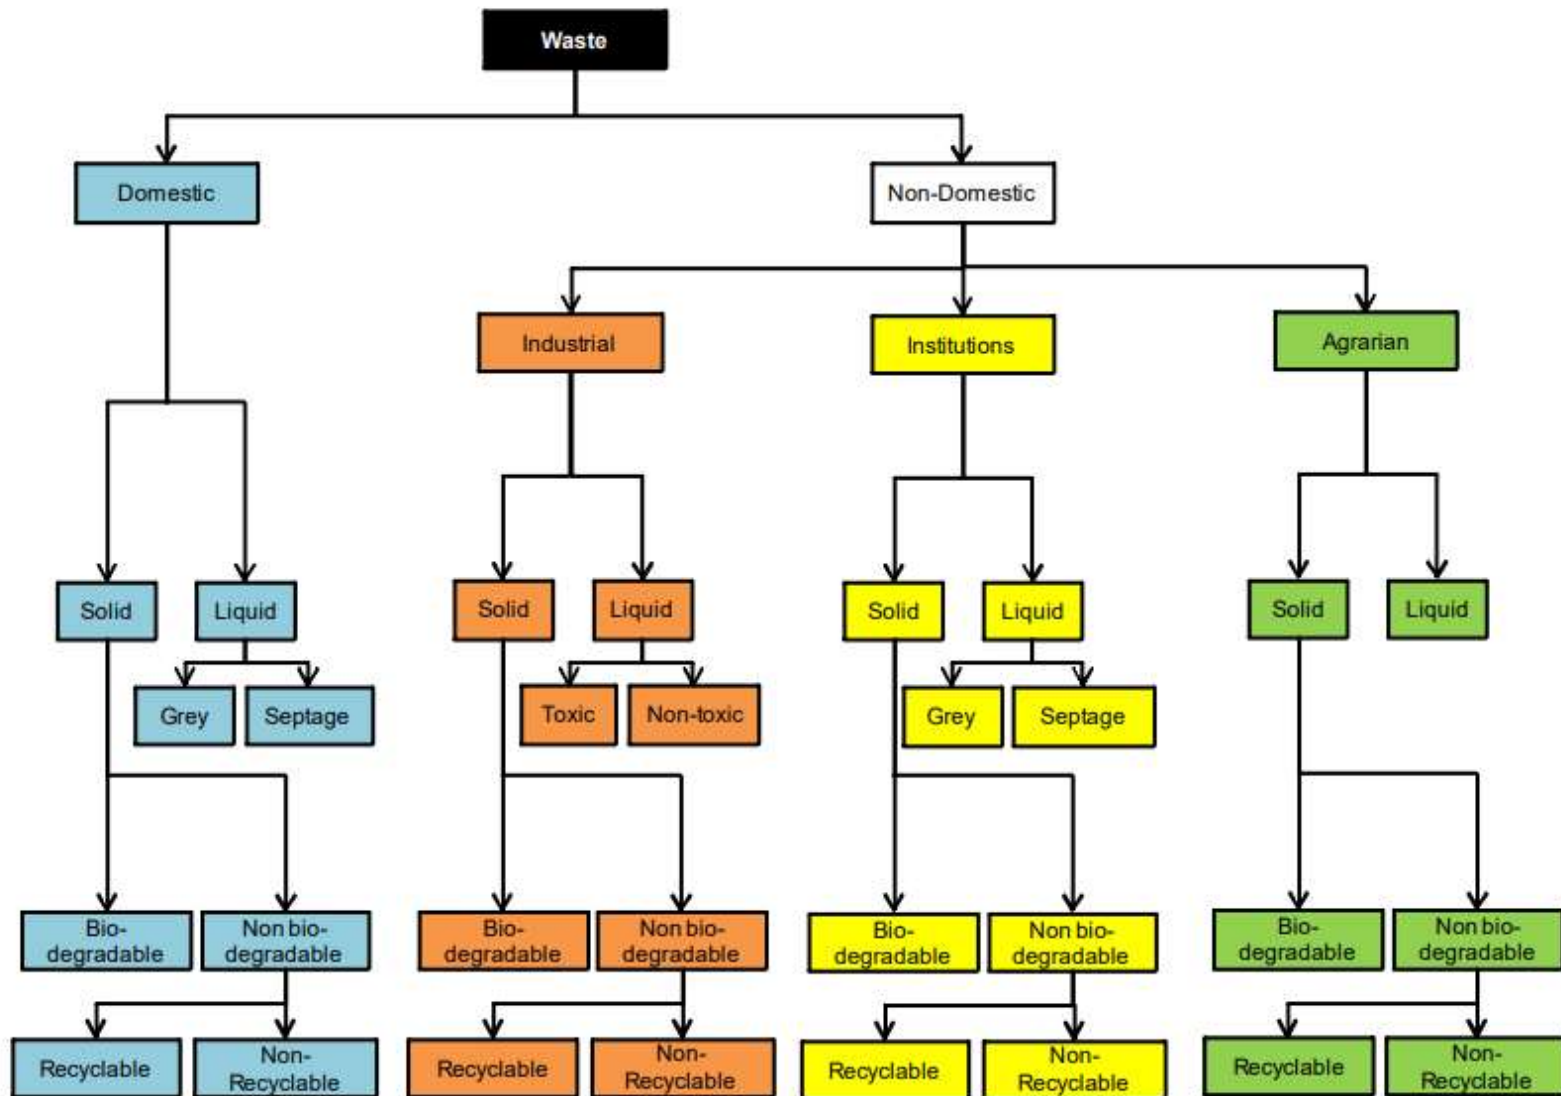 Waste
Domestic
Non-Domestic
Industrial
Institutions
Agrarian
Solid
Liquid
Solid
Liquid
Solid
Liquid
Solid
Liquid
Grey
Septage
Toxic
Non-toxic
Grey
Septage
Bio-
degradable
Non bio-
degradable
Bio-
degradable
Non bio-
degradable
Bio-
degradable
Non bio-
degradable
Bio-
degradable
Non bio-
degradable
Recyclable
Non-
Recyclable
Recyclable
Non-
Recyclable
Recyclable
Non-
Recyclable
Recyclable
Non-
Recyclable